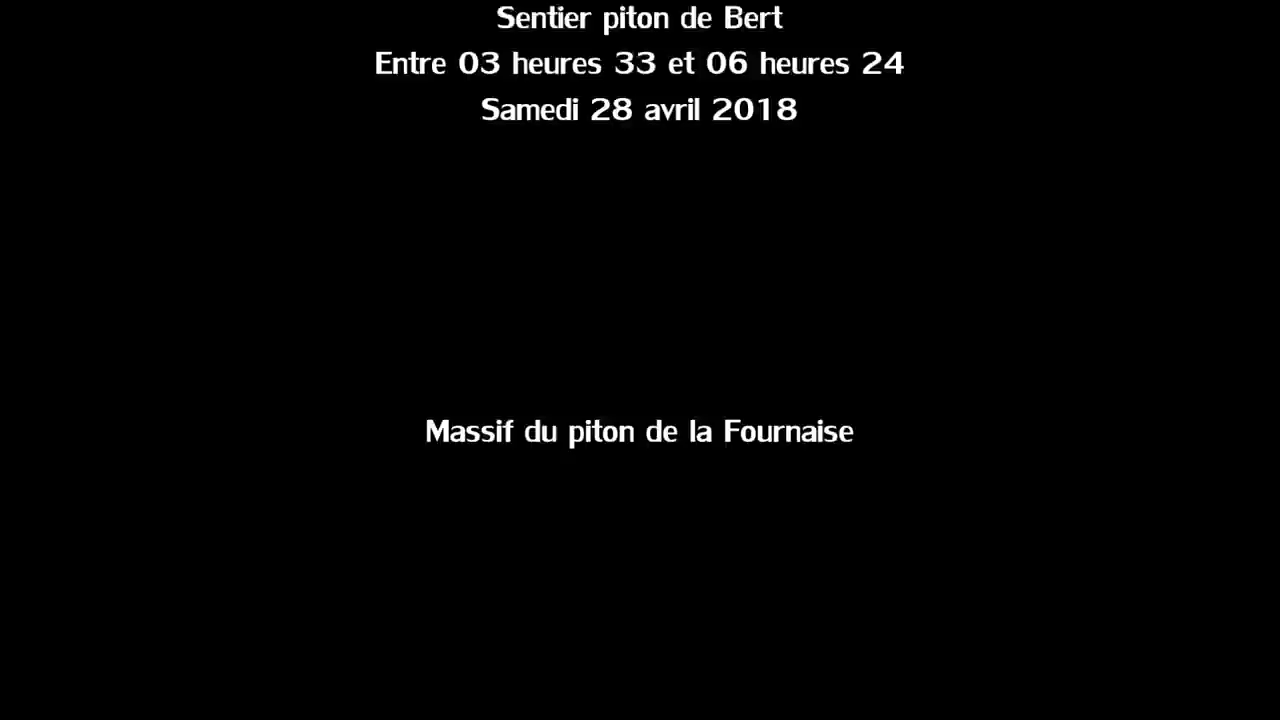 Sentier piton de Bert
Entre 03 heures 33 et 06 heures 24
Samedi 28 avril 2018
Massif du piton de la Fournaise